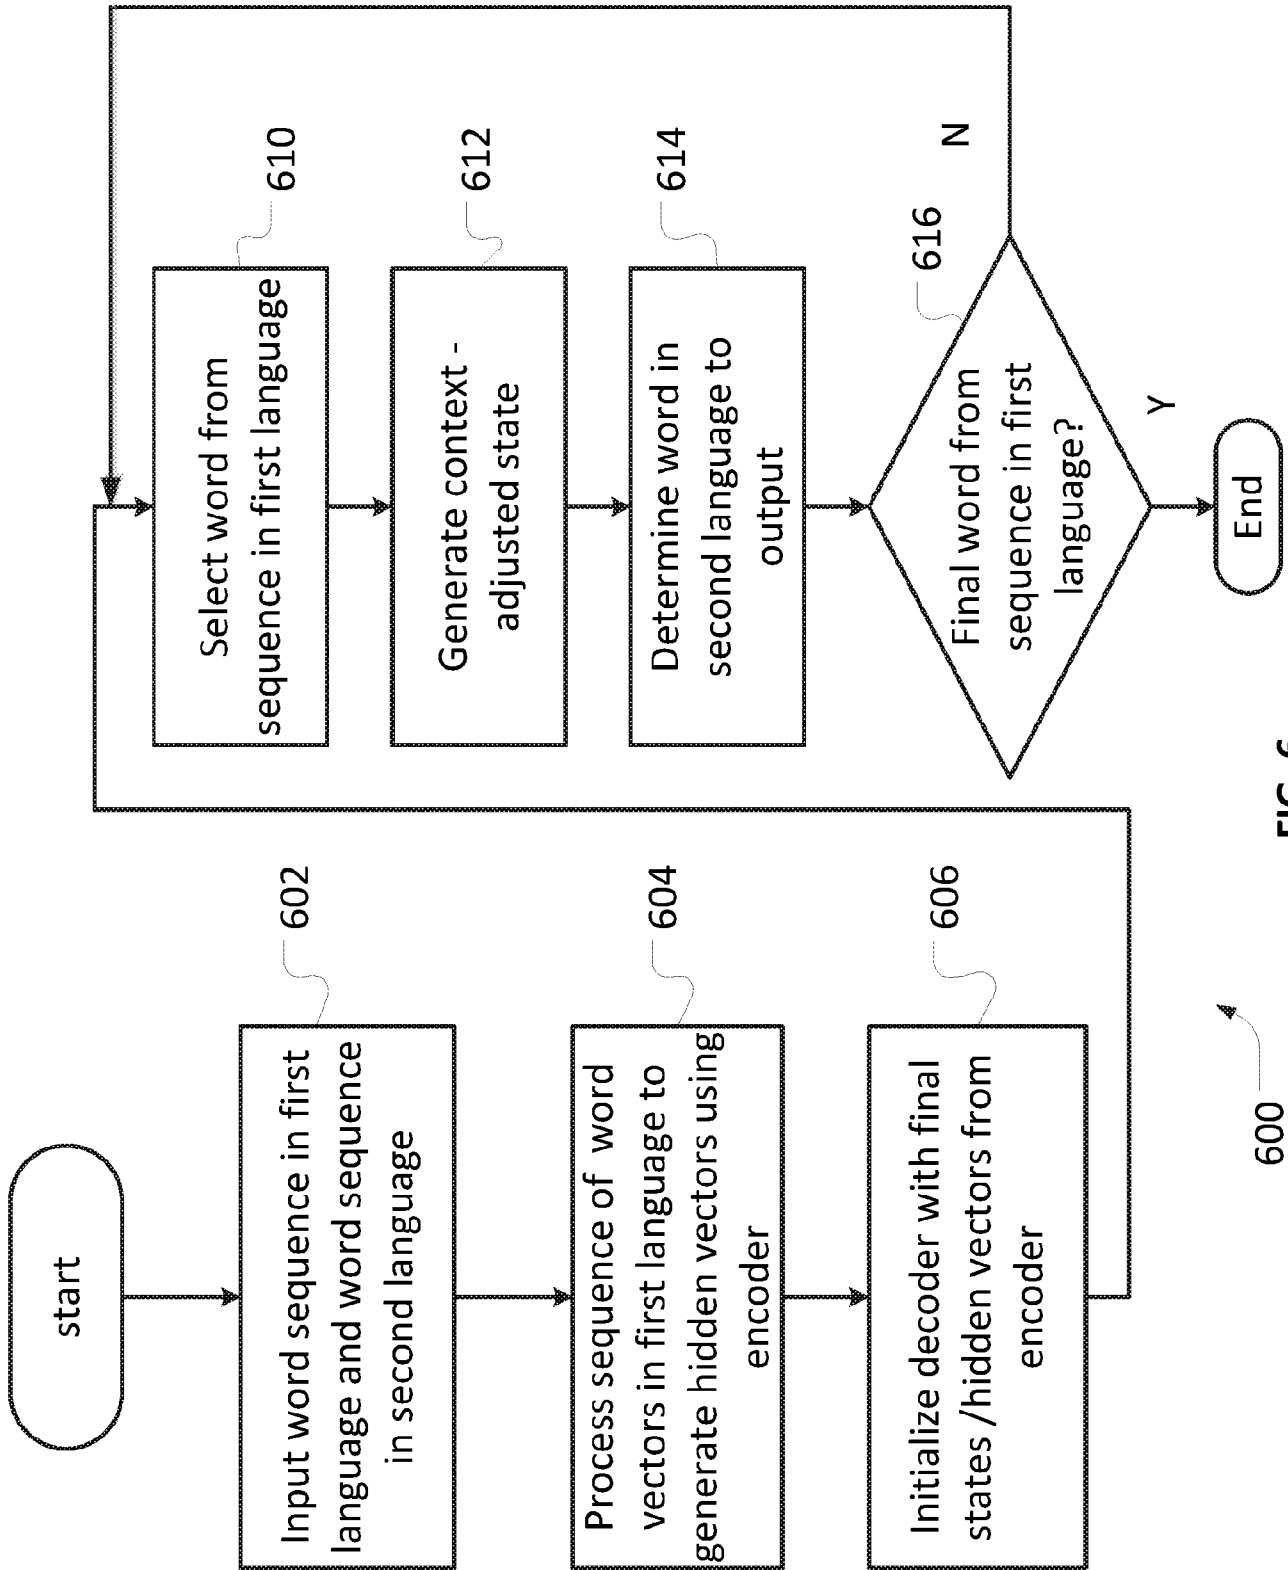 start
Input word sequence in first
language and word sequence
in second language
602
Process sequence of word
vectors in first language to
generate hidden vectors using
encoder
604
Initialize decoder with final
states /hidden vectors from
encoder
606
Select word from
sequence in first language
610
Generate context -
adjusted state
612
Determine word in
second language to
output
614
Final word from
sequence in first
language?
616
N
Y
End
600
FIG. 6